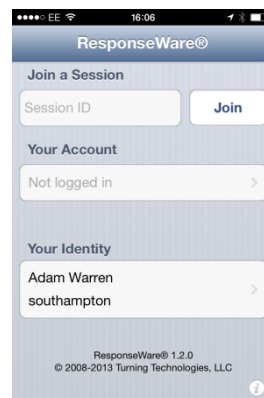 EE 16:06
ResponseWare®
Join a Session
Session ID Join
Your Account
Not logged in
Your Identity
Adam Warren
southampton
ResponseWare® 1.2.0
© 2008-2013 Turning Technologies, LLC